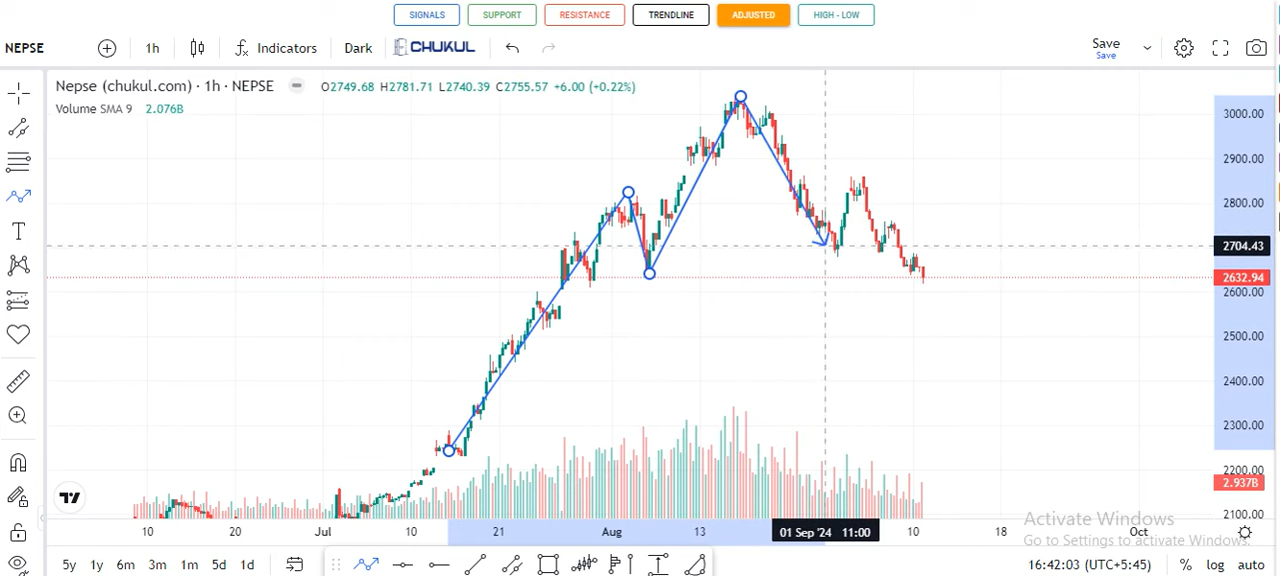 SIGNALS SUPPORT RESISTANCE TRENDLINE ADJUSTED HIGH - LOW
NEPSE 1h Indicators Dark CHUKUL Save
Save
Nepse (chukul.com) · 1h · NEPSE O2749.68 H2781.71 L2740.39 C2755.57 +6.00 (+0.22%)
Volume SMA 9 2.076B
3000.00
2900.00
2800.00
2704.43
2632.94
2600.00
2500.00
2400.00
2300.00
2200.00
2.937B
2100.00
10 20 Jul 10 21 Aug 13 01 Sep '24 11:00 10 18 Oct
Activate Windows
Go to Settings to activate Windows.
5y 1y 6m 3m 1m 5d 1d 16:42:03 (UTC+5:45) % log auto